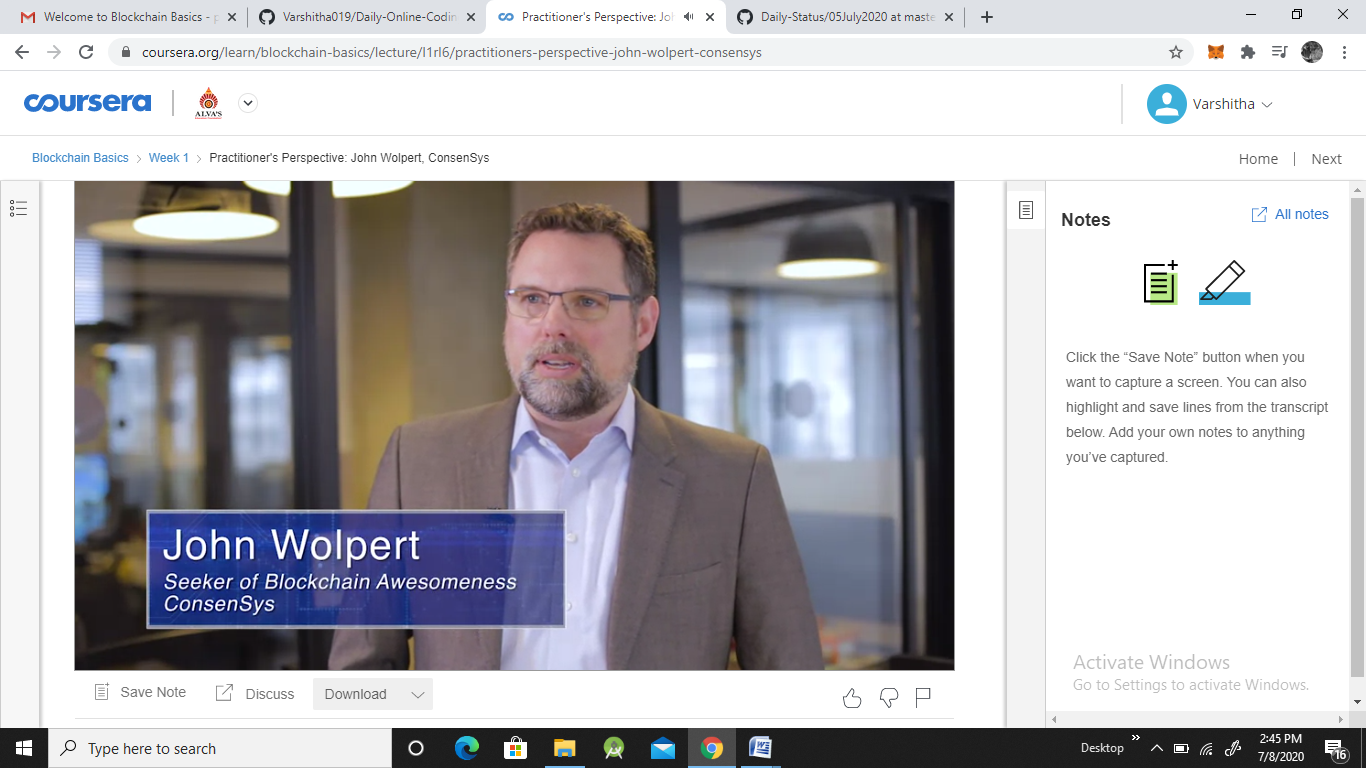 Welcome to Blockchain Basics - p
Varshitha019/Daily-Online-Codin
Practitioner's Perspective: Joh
Daily-Status/05July2020 at maste
coursera.org/learn/blockchain-basics/lecture/l1rl6/practitioners-perspective-john-wolpert-consensys
coursera
ALVA'S
Varshitha
Blockchain Basics > Week 1 > Practitioner's Perspective: John Wolpert, ConsenSys
Home | Next
Notes
All notes
Click the “Save Note” button when you
want to capture a screen. You can also
highlight and save lines from the transcript
below. Add your own notes to anything
you’ve captured.
John Wolpert
Seeker of Blockchain Awesomeness
ConsenSys
Activate Windows
Go to Settings to activate Windows.
Save Note
Discuss
Download
Type here to search
Desktop
2:45 PM
7/8/2020
16